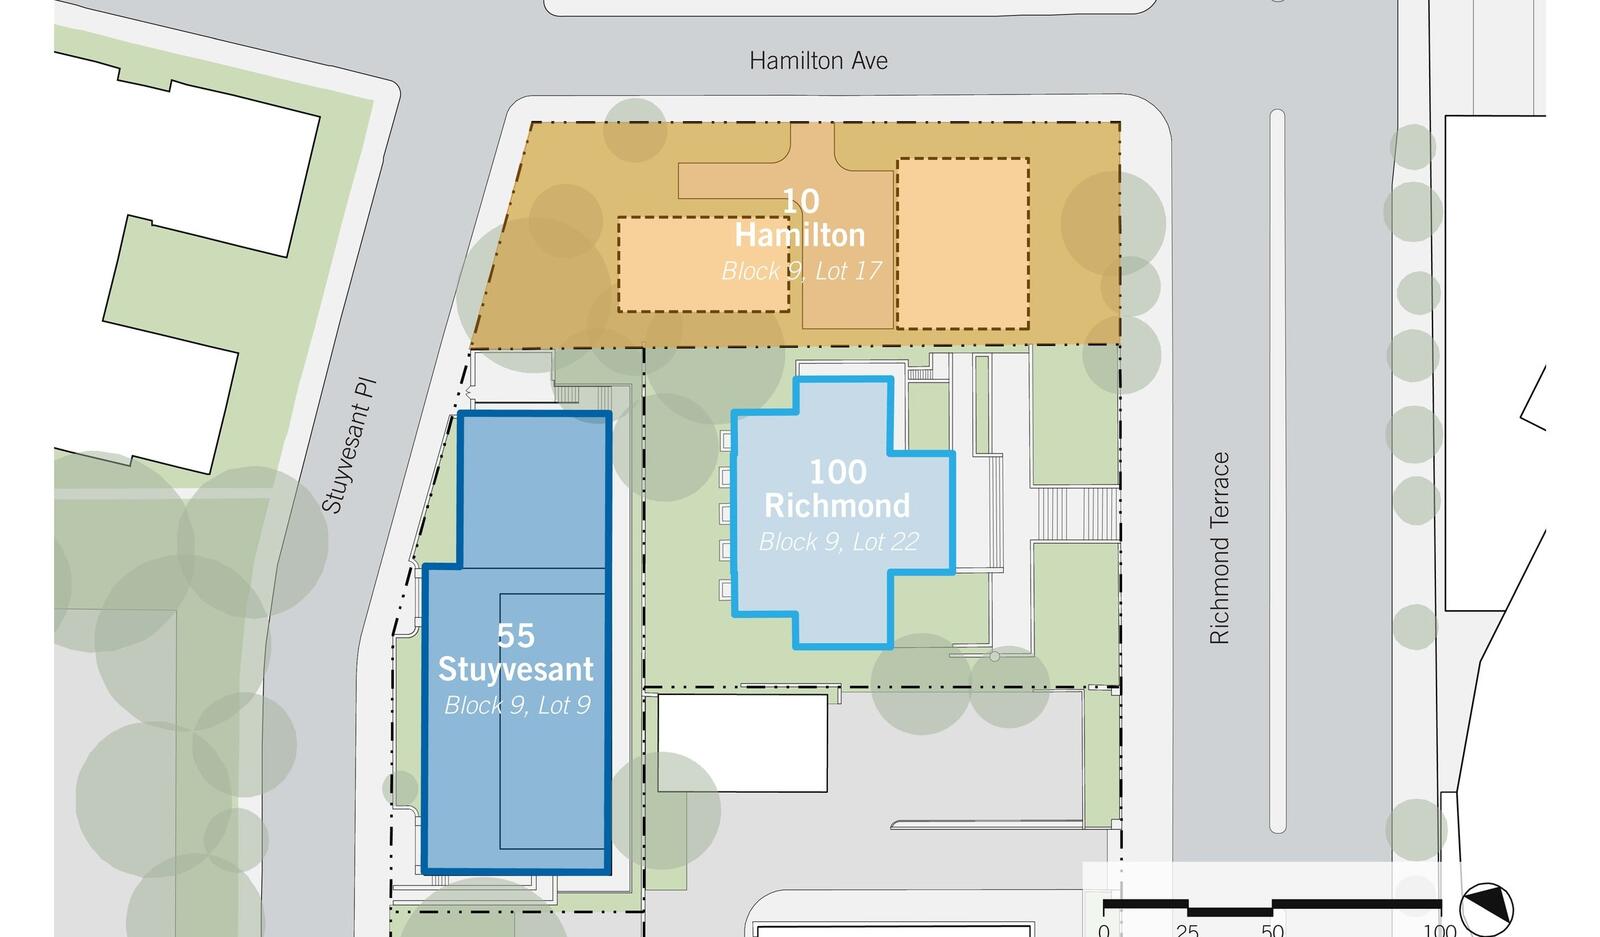 Hamilton Ave
10
Hamilton
Block 9, Lot 17
Stuyvesant Pl
100
Richmond
Block 9, Lot 22
Richmond Terrace
55
Stuyvesant
Block 9, Lot 9
0 25 50 100